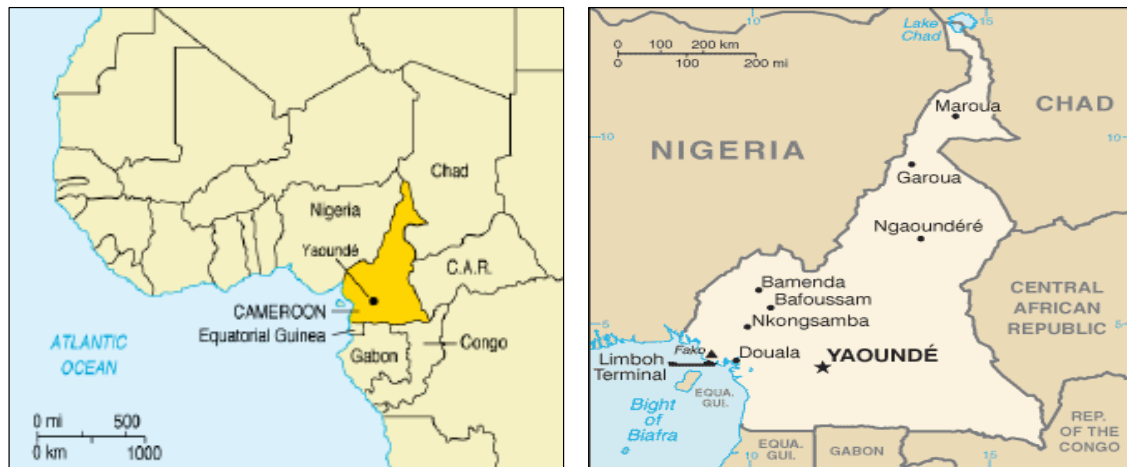 Chad
Nigeria
Yaoundé
C.A.R.
CAMEROON
Equatorial Guinea
Congo
Gabon
ATLANTIC
OCEAN
0 mi 500
0 km 1000
Lake
Chad
10
15
0 100 200 km
0 100 200 mi
Maroua
CHAD
10
10
NIGERIA
Garoua
Ngaoundéré
Bamenda
Bafoussam
Nkongsamba
CENTRAL
AFRICAN
REPUBLIC
5
5
Fako
Douala
YAOUNDÉ
Limboh
Terminal
EQUA.
GUI.
Bight
of
Biafra
EQUA.
GUI.
GABON
REP.
OF THE
CONGO
10
15